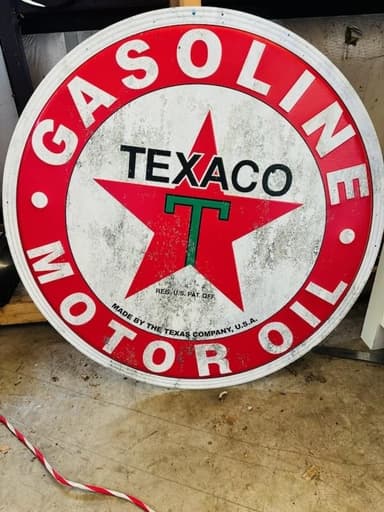 GASOLINE
TEXACO
T
REG. U.S. PAT. OFF.
MADE BY THE TEXAS COMPANY, U.S.A.
MOTOR OIL